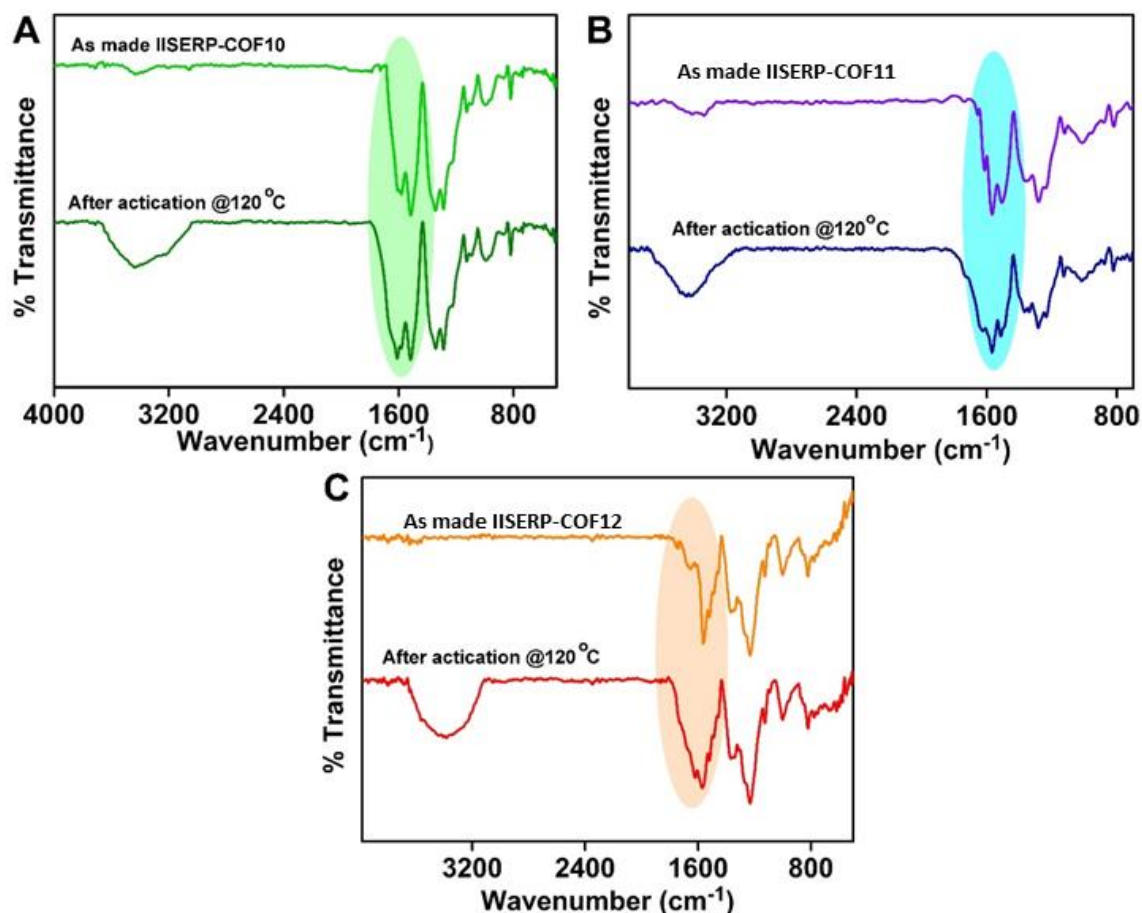 A
As made IISERP-COF10
After actication @120 °C
% Transmittance
4000 3200 2400 1600 800
Wavenumber (cm-1)
B
As made IISERP-COF11
After actication @120°C
% Transmittance
3200 2400 1600 800
Wavenumber (cm-1)
C
As made IISERP-COF12
After actication @120 °C
% Transmittance
3200 2400 1600 800
Wavenumber (cm-1)